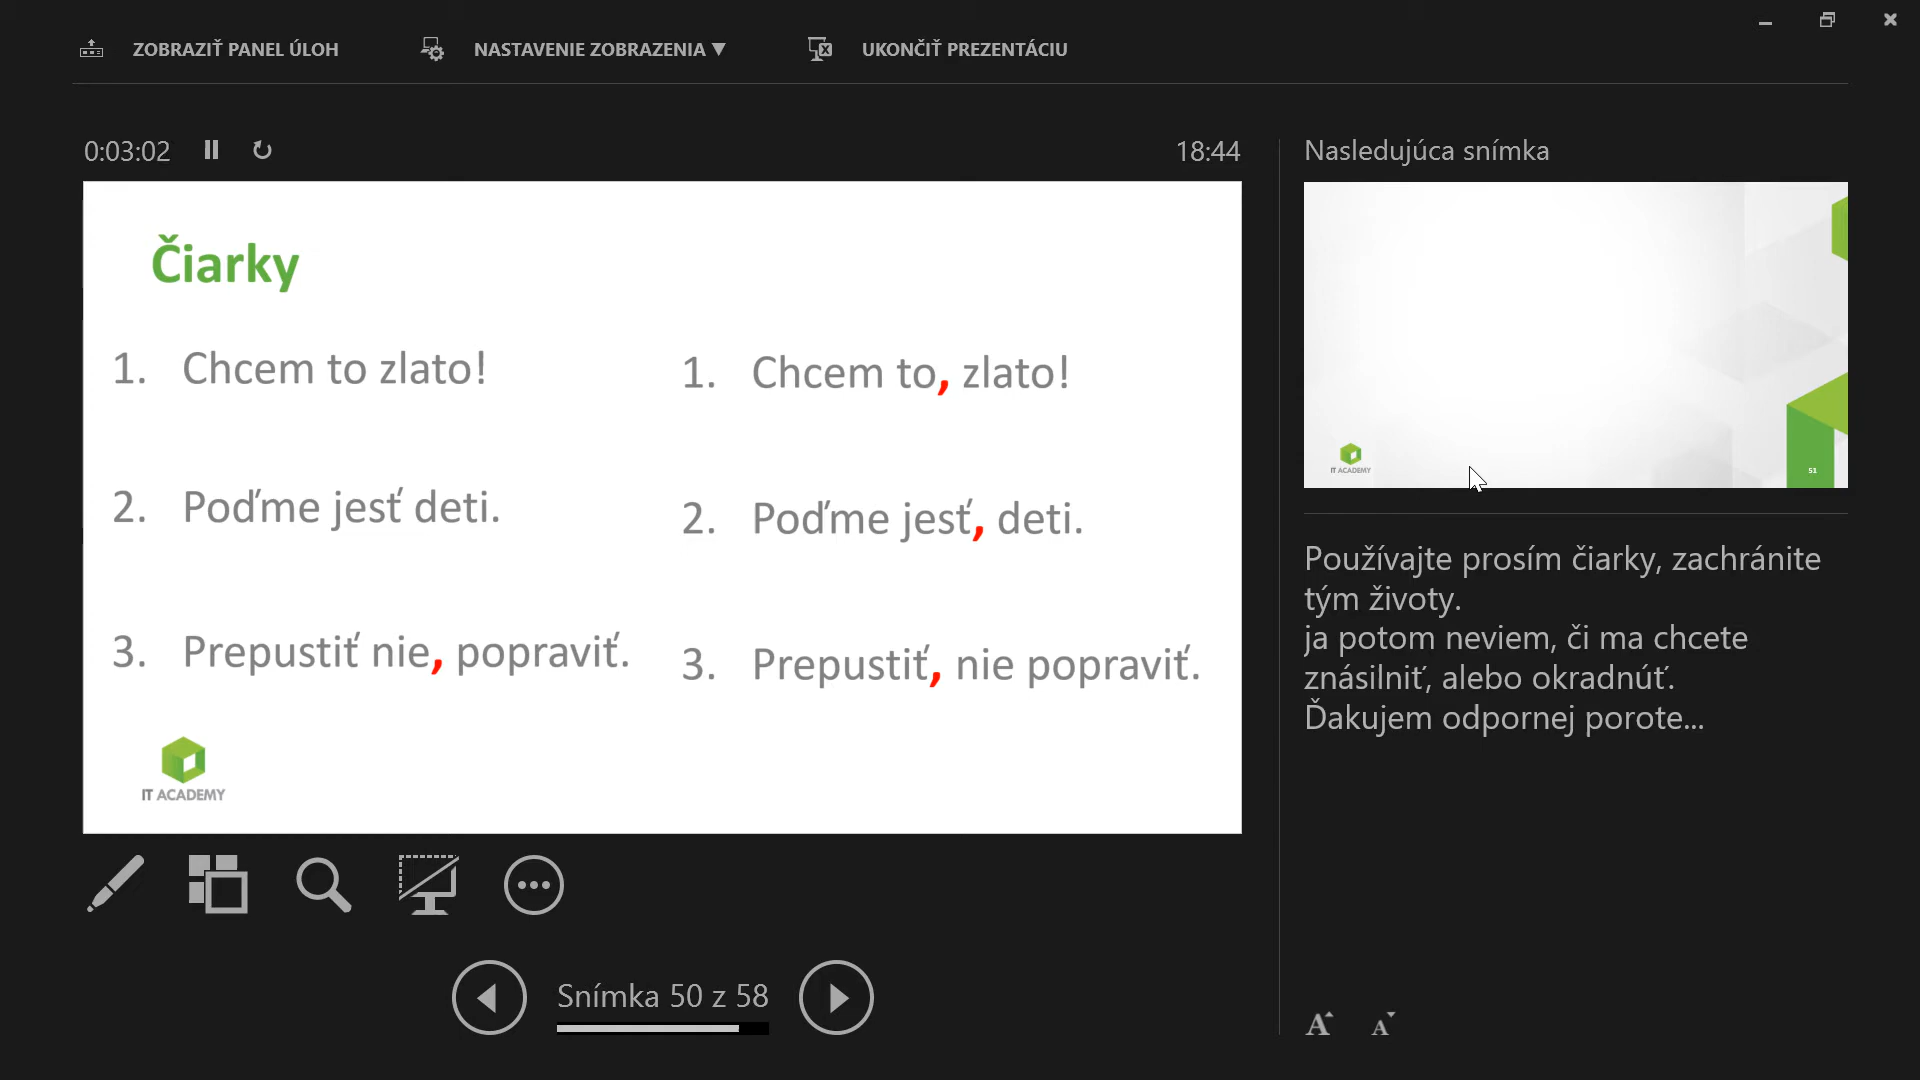 ZOBRAZIŤ PANEL ÚLOH
NASTAVENIE ZOBRAZENIA ▼
UKONČIŤ PREZENTÁCIU
0:03:02
18:44
Čiarky
1. Chcem to zlato!
2. Poďme jesť deti.
3. Prepustiť nie, popraviť.
1. Chcem to, zlato!
2. Poďme jesť, deti.
3. Prepustiť, nie popraviť.
IT ACADEMY
Snímka 50 z 58
Nasledujúca snímka
IT ACADEMY
51
Používajte prosím čiarky, zachránite
tým životy.
ja potom neviem, či ma chcete
znásilniť, alebo okradnúť.
Ďakujem odpornej porote...
A A